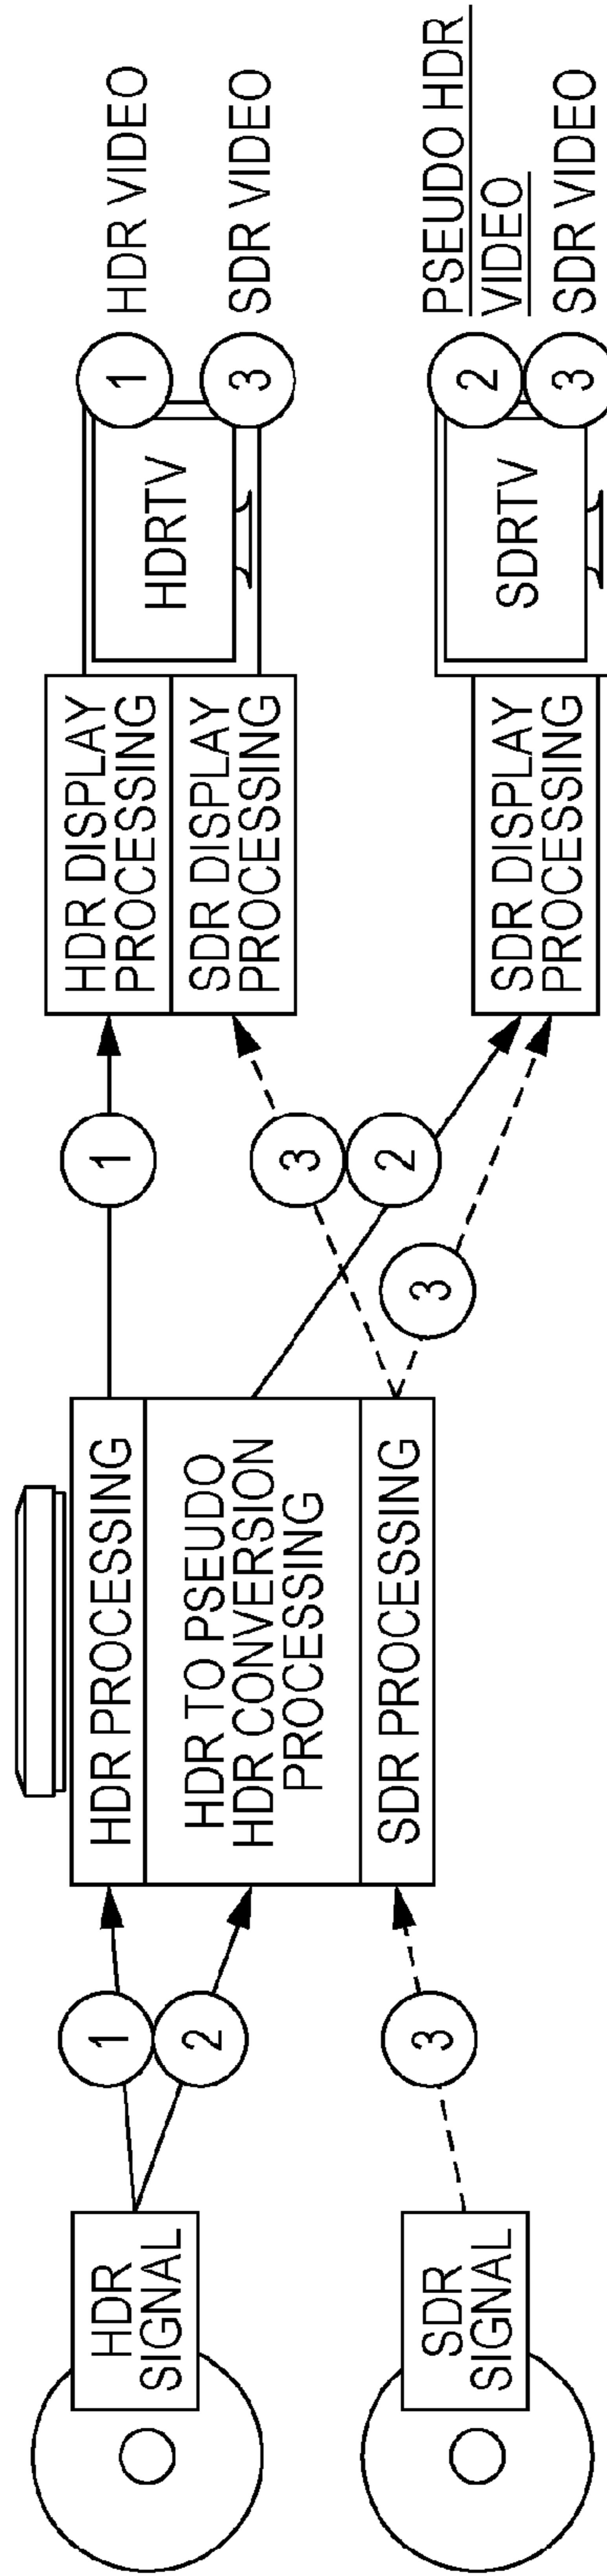 HDR
SIGNAL
1
2
HDR PROCESSING
HDR TO PSEUDO
HDR CONVERSION
PROCESSING
SDR PROCESSING
1
3
2
3
HDR DISPLAY
PROCESSING
SDR DISPLAY
PROCESSING
HDRTV
1
HDR VIDEO
3
SDR VIDEO
SDR
SIGNAL
3
SDR DISPLAY
PROCESSING
SDRTV
2
PSEUDO HDR
VIDEO
3
SDR VIDEO